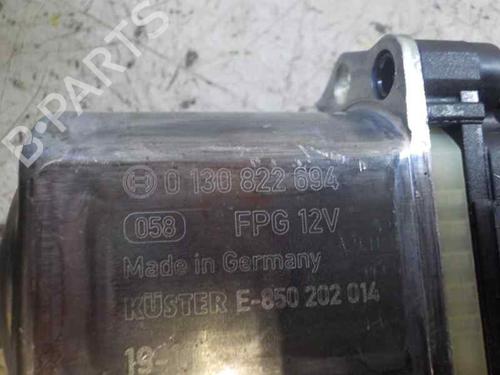 B-PARTS
0 130 822 694
058 FPG 12V
Made in Germany
KÜSTER E-850 202 014